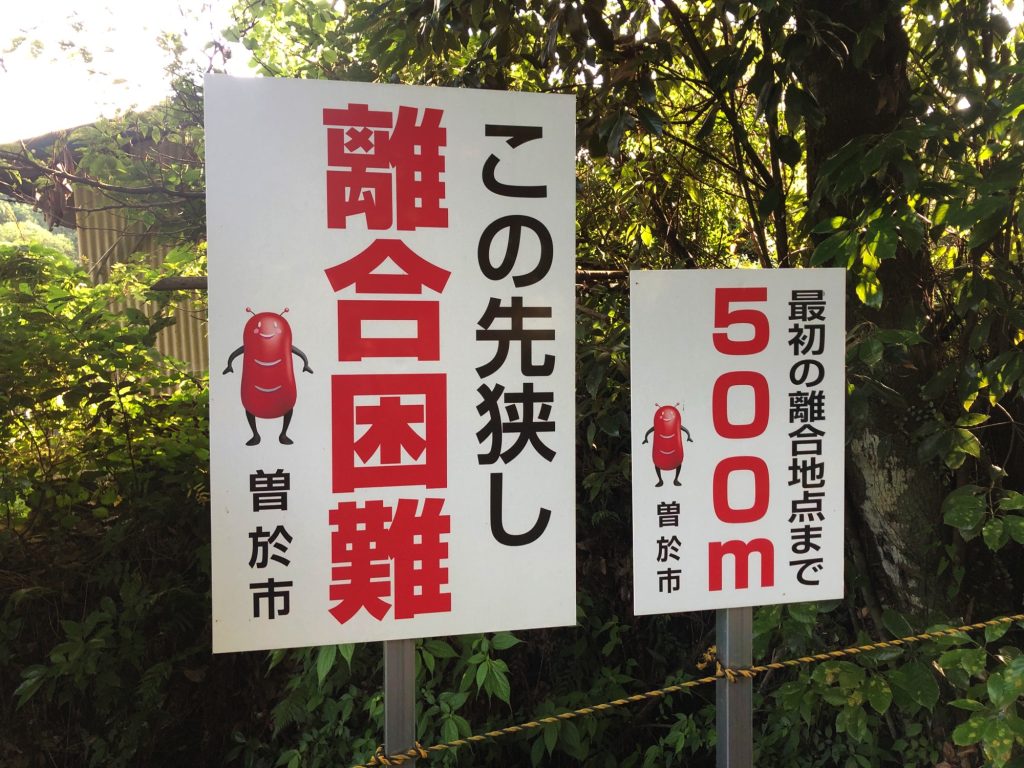 この先狭し
離合困難
曽於市
最初の離合地点まで
500m
曽於市